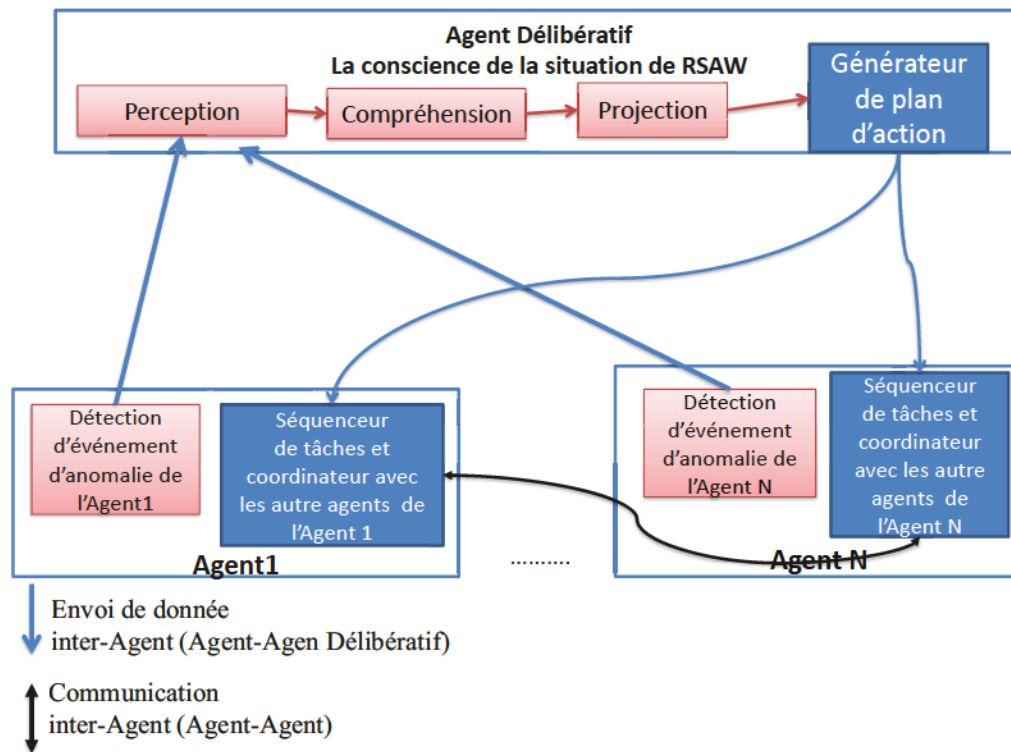 Agent Délibératif
La conscience de la situation de RSAW
Perception
Compréhension
Projection
Générateur
de plan
d'action
Détection
d'événement
d'anomalie de
l'Agent1
Séquenceur
de tâches et
coordinateur avec
les autre agents de
l'Agent 1
Agent1
..........
Détection
d'événement
d'anomalie de
l'Agent N
Séquenceur
de tâches et
coordinateur
avec les autre
agents de
l'Agent N
Agent N
Envoi de donnée
inter-Agent (Agent-Agen Délibératif)
Communication
inter-Agent (Agent-Agent)